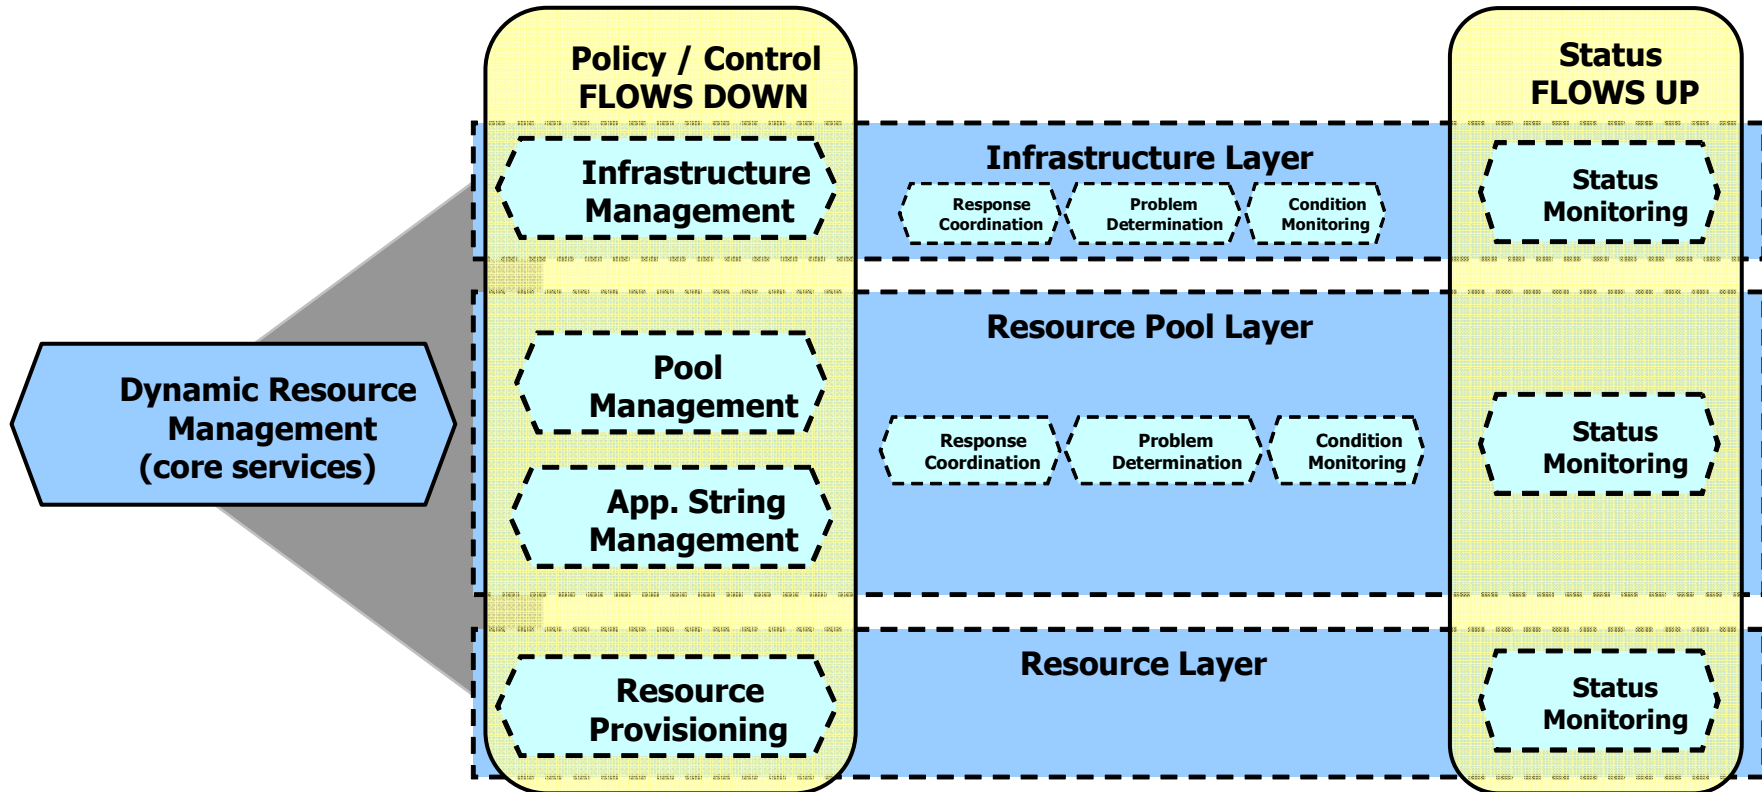 Policy / Control
FLOWS DOWN
Status
FLOWS UP
Infrastructure Layer
Infrastructure
Management
Response
Coordination
Problem
Determination
Condition
Monitoring
Status
Monitoring
Resource Pool Layer
Pool
Management
Dynamic Resource
Management
(core services)
Response
Coordination
Problem
Determination
Condition
Monitoring
Status
Monitoring
App. String
Management
Resource Layer
Resource
Provisioning
Status
Monitoring